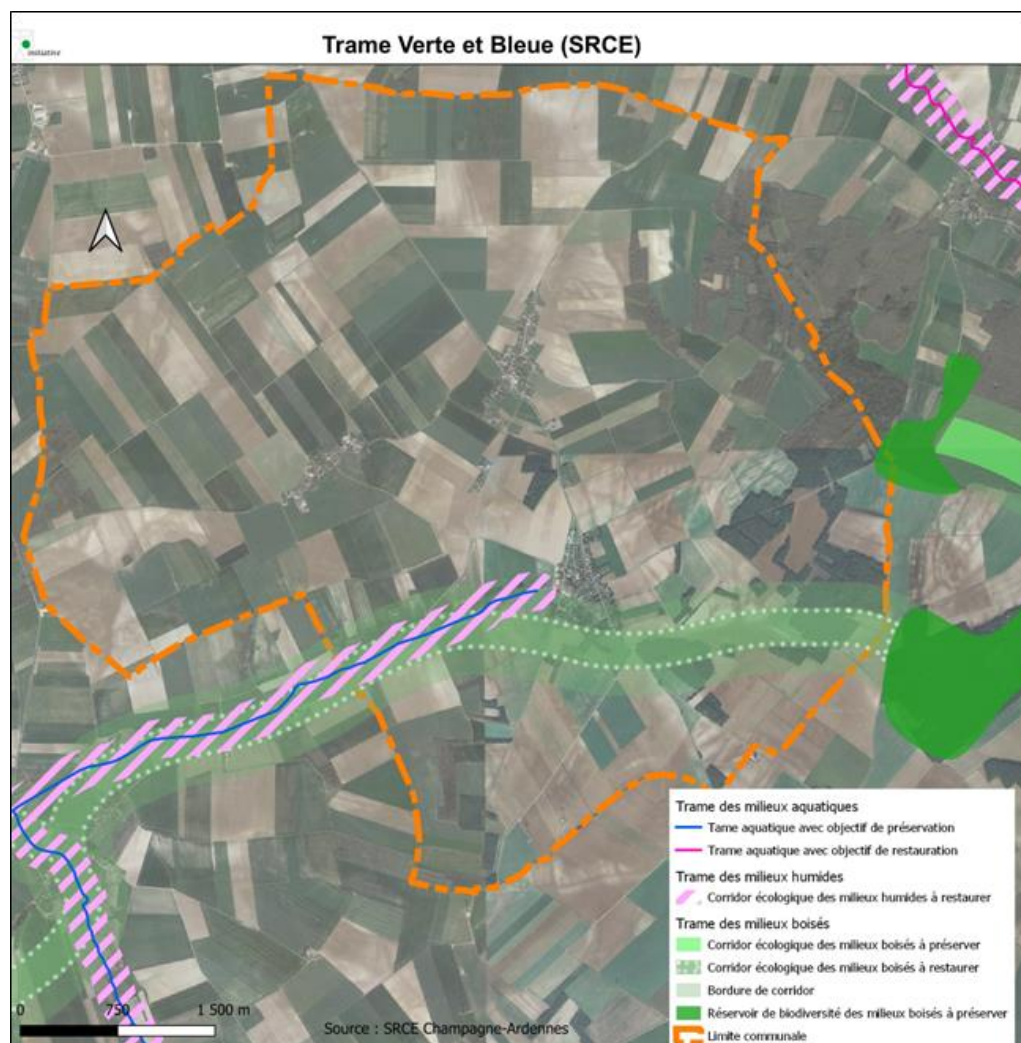 initiative
Trame Verte et Bleue (SRCE)
Trame des milieux aquatiques
Tame aquatique avec objectif de préservation
Trame aquatique avec objectif de restauration
Trame des milieux humides
Corridor écologique des milieux humides à restaurer
Trame des milieux boisés
Corridor écologique des milieux boisés à préserver
Corridor écologique des milieux boisés à restaurer
Bordure de corridor
Réservoir de biodiversité des milieux boisés à préserver
Limite communale
0 750 1 500 m
Source : SRCE Champagne-Ardennes